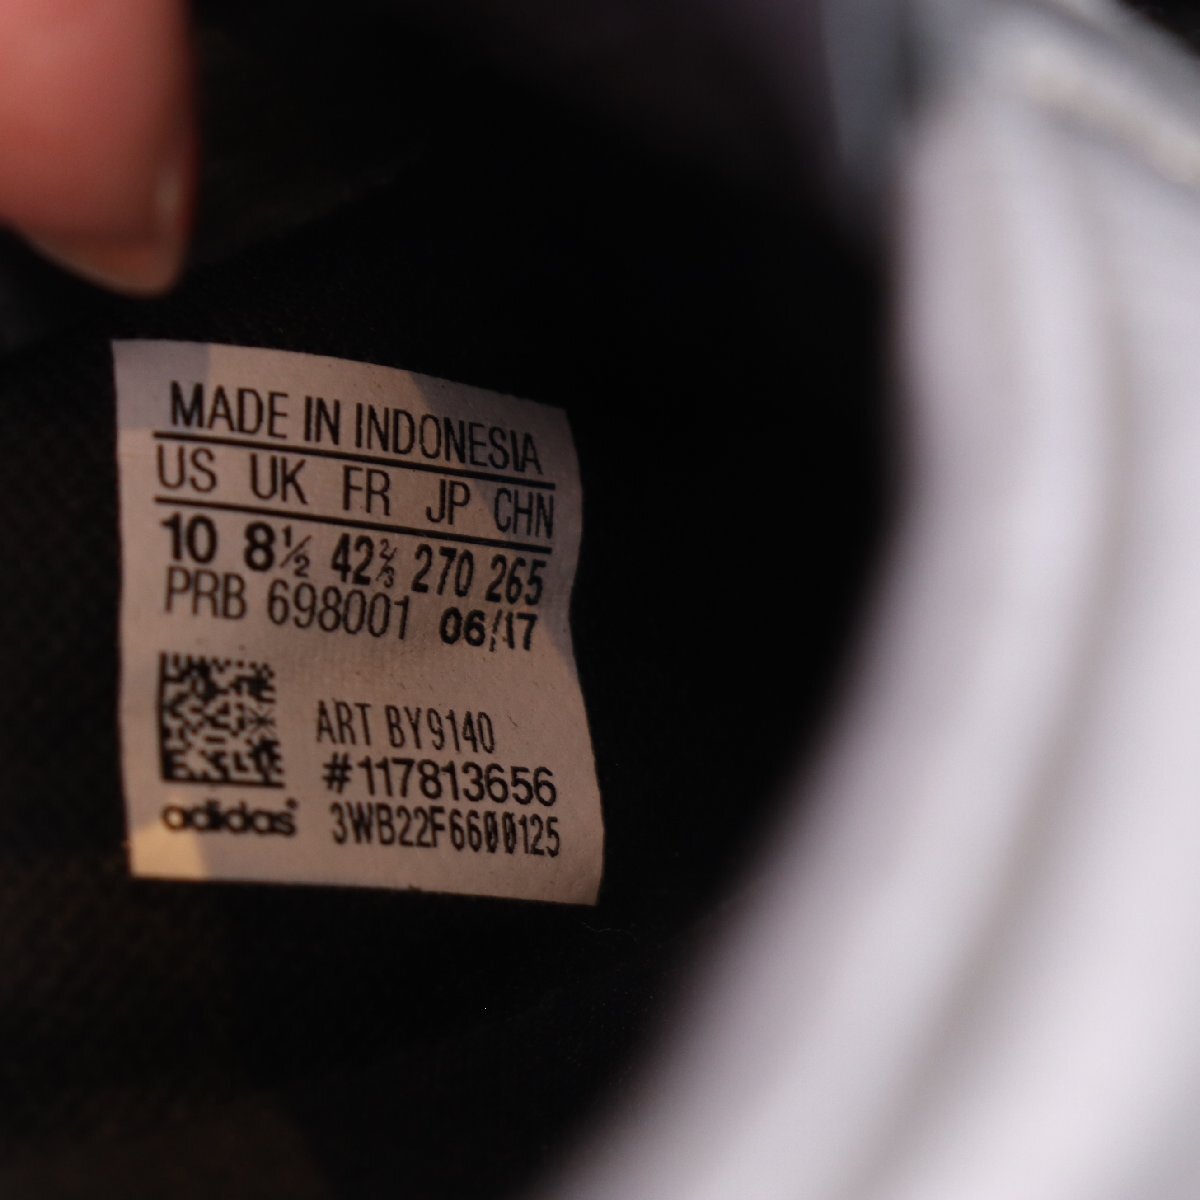 MADE IN INDONESIA
US UK FR JP CHN
10 8½ 42⅔ 270 265
PRB 698001 06/17
ART BY9140
#117813656
adidas® 3WB22F6600125